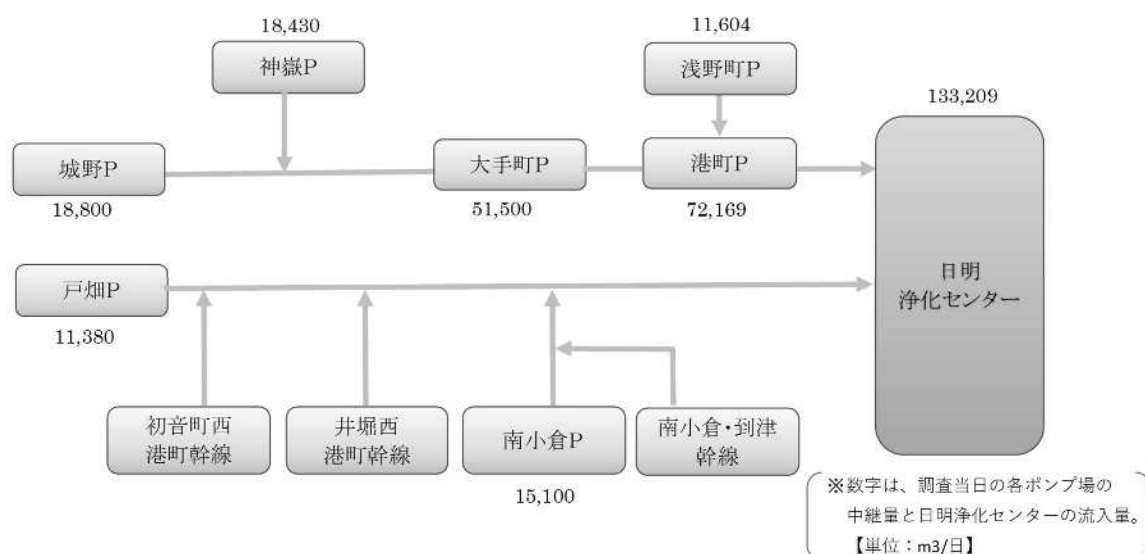 18,430
神嶽P
11,604
浅野町P
133,209
城野P
18,800
大手町P
51,500
港町P
72,169
日明
浄化センター
戸畑P
11,380
初音町西
港町幹線
井堀西
港町幹線
南小倉P
15,100
南小倉・到津
幹線
※数字は、調査当日の各ポンプ場の
中継量と日明浄化センターの流入量。
【単位：m3/日】